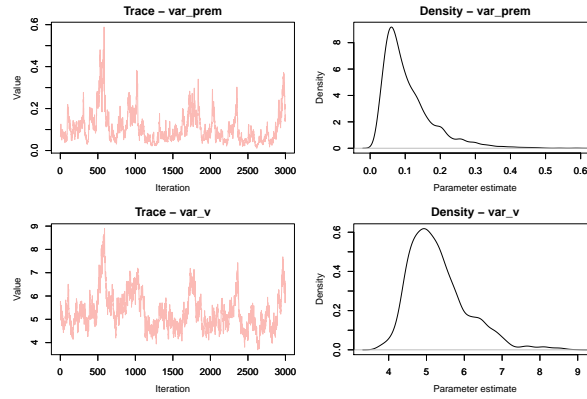 Trace − var_prem
Value
0.0
0.2
0.4
0.6
0 500 1000 1500 2000 2500 3000
Iteration
Density − var_prem
Density
0
2
4
6
8
0.0 0.1 0.2 0.3 0.4 0.5 0.6
Parameter estimate
Trace − var_v
Value
4
5
6
7
8
9
0 500 1000 1500 2000 2500 3000
Iteration
Density − var_v
Density
0.0
0.2
0.4
0.6
4 5 6 7 8 9
Parameter estimate